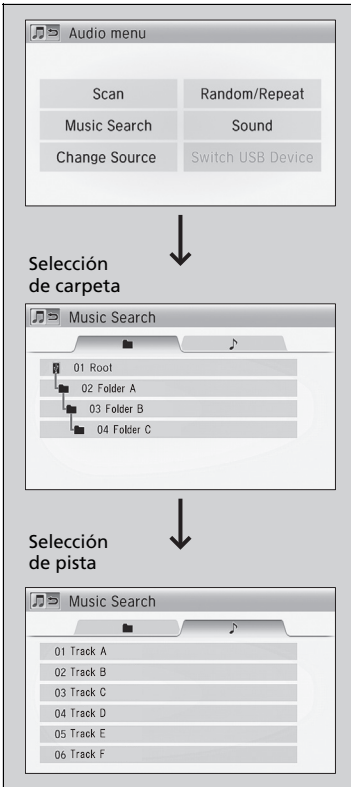 Audio menu
Scan Random/Repeat
Music Search Sound
Change Source Switch USB Device
Selección
de carpeta
Music Search
01 Root
02 Folder A
03 Folder B
04 Folder C
Selección
de pista
Music Search
01 Track A
02 Track B
03 Track C
04 Track D
05 Track E
06 Track F